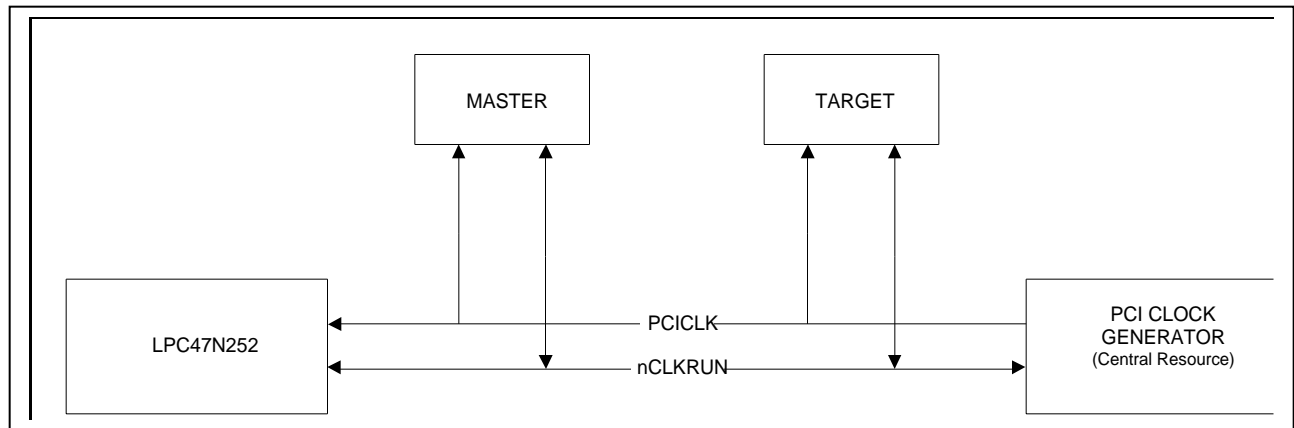 MASTER
TARGET
LPC47N252
PCICLK
nCLKRUN
PCI CLOCK
GENERATOR
(Central Resource)